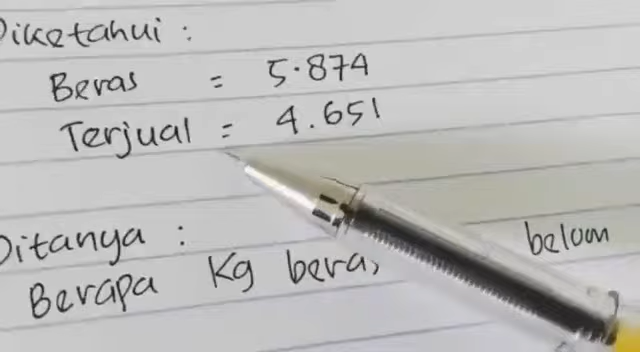 Diketahui :
Beras = 5.874
Terjual = 4.651
Ditanya :
Berapa Kg beras belum